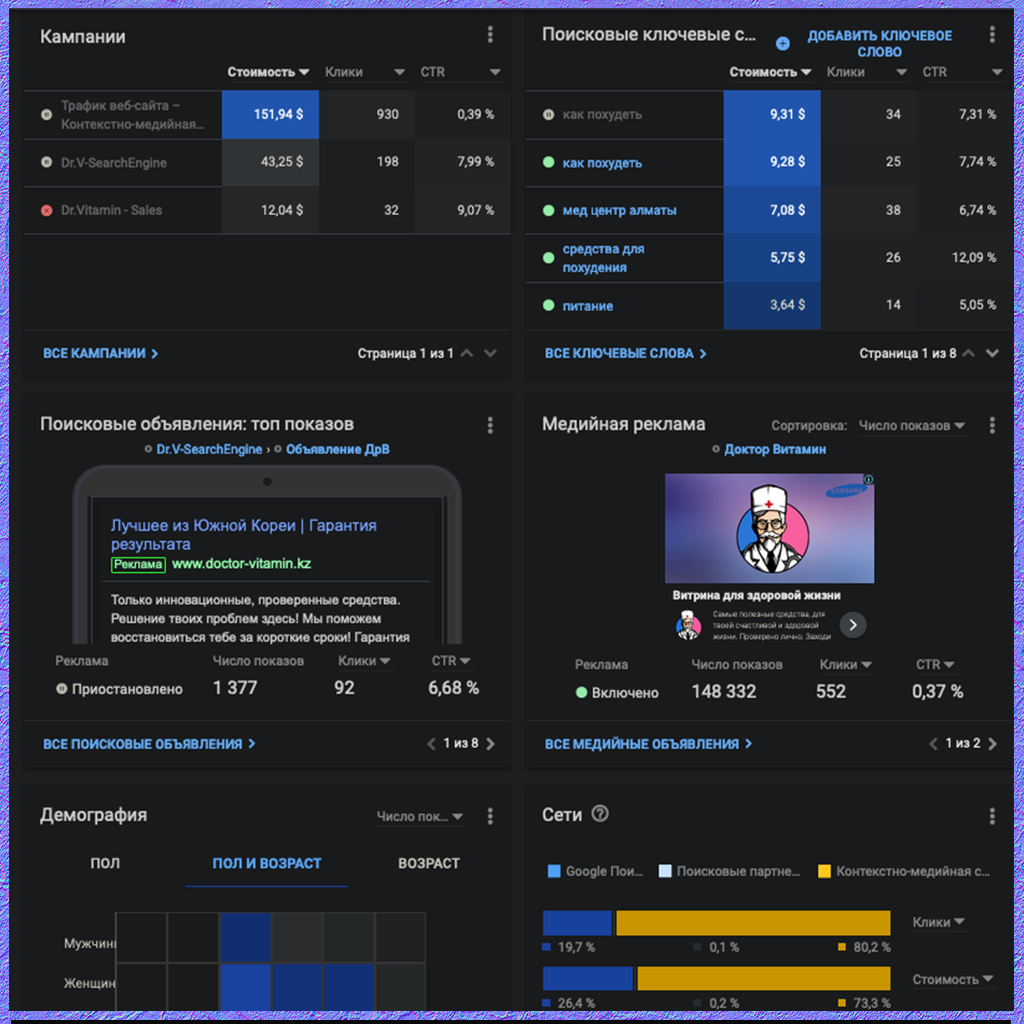 Кампании
Стоимость Клики CTR
Трафик веб-сайта –
Контекстно-медийная...
151,94 $ 930 0,39 %
Dr.V-SearchEngine 43,25 $ 198 7,99 %
Dr.Vitamin - Sales 12,04 $ 32 9,07 %
ВСЕ КАМПАНИИ
Страница 1 из 1
Поисковые ключевые с...
ДОБАВИТЬ КЛЮЧЕВОЕ
СЛОВО
Стоимость Клики CTR
как похудеть 9,31 $ 34 7,31 %
как похудеть 9,28 $ 25 7,74 %
мед центр алматы 7,08 $ 38 6,74 %
средства для
похудения
5,75 $ 26 12,09 %
питание 3,64 $ 14 5,05 %
ВСЕ КЛЮЧЕВЫЕ СЛОВА
Страница 1 из 8
Поисковые объявления: топ показов
Dr.V-SearchEngine › Объявление ДрВ
Лучшее из Южной Кореи | Гарантия
результата
Реклама www.doctor-vitamin.kz
Только инновационные, проверенные средства.
Решение твоих проблем здесь! Мы поможем
восстановиться тебе за короткие сроки! Гарантия
Реклама Число показов Клики CTR
Приостановлено 1 377 92 6,68 %
ВСЕ ПОИСКОВЫЕ ОБЪЯВЛЕНИЯ
1 из 8
Медийная реклама
Сортировка: Число показов
Доктор Витамин
SAMSUNG
Витрина для здоровой жизни
Самые полезные средства, для
твоей счастливой и здоровой
жизни. Проверено лично. Заходи
Реклама Число показов Клики CTR
Включено 148 332 552 0,37 %
ВСЕ МЕДИЙНЫЕ ОБЪЯВЛЕНИЯ
1 из 2
Демография
Число пок...
ПОЛ ПОЛ И ВОЗРАСТ ВОЗРАСТ
Мужчин
Женщин
Сети
Google Пои... Поисковые партне... Контекстно-медийная с...
Клики
19,7 % 0,1 % 80,2 %
Стоимость
26,4 % 0,2 % 73,3 %